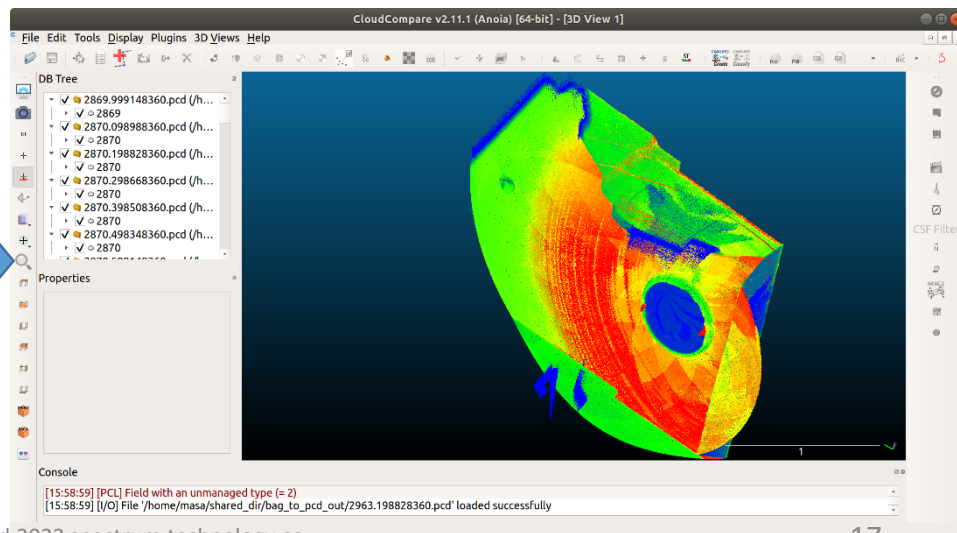 CloudCompare v2.11.1 (Anoia) [64-bit] - [3D View 1]
File Edit Tools Display Plugins 3D Views Help
DB Tree
2869.999148360.pcd (/h...
2869
2870.098988360.pcd (/h...
2870
2870.198828360.pcd (/h...
2870
2870.298668360.pcd (/h...
2870
2870.398508360.pcd (/h...
2870
2870.498348360.pcd (/h...
2870
Properties
CSF Filter
1
Console
[15:58:59] [PCL] Field with an unmanaged type (= 2)
[15:58:59] [I/O] File '/home/masa/shared_dir/bag_to_pcd_out/2963.198828360.pcd' loaded successfully